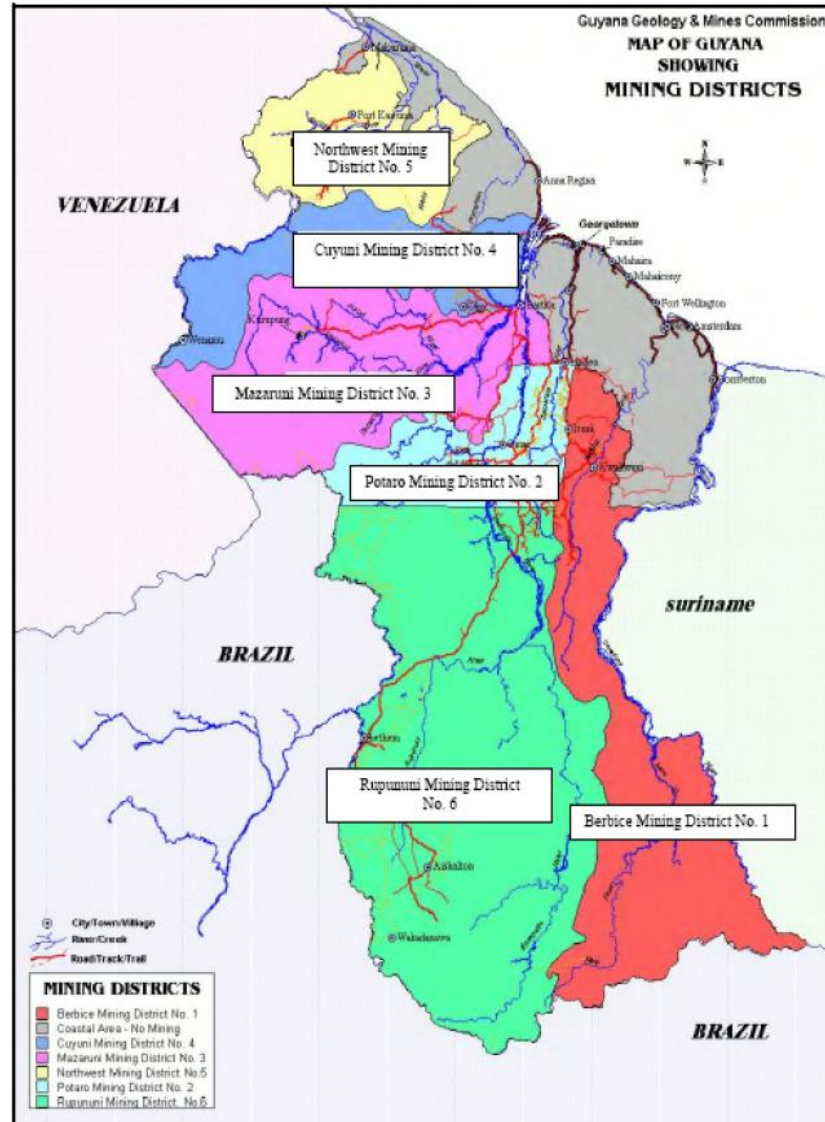 Guyana Geology & Mines Commission
MAP OF GUYANA
SHOWING
MINING DISTRICTS
N
W
E
S
Mabaruma
Port Kaituma
Northwest Mining
District No. 5
VENEZUELA
Anna Regina
Georgetown
Paradise
Mahaica
Mahaicony
Cuyuni Mining District No. 4
Fort Wellington
Amsterdam
Bartica
Kurupung
Wenamu
Linden
Mazaruni Mining District No. 3
Ituni
Kwakwani
Potaro Mining District No. 2
suriname
BRAZIL
Lethem
Rupununi
Rupununi Mining District
No. 6
Berbice Mining District No. 1
Aishalton
City/Town/Village
River/Creek
Road/Track/Trail
MINING DISTRICTS
Berbice Mining District No. 1
Coastal Area - No Mining
Cuyuni Mining District No. 4
Mazaruni Mining District No. 3
Northwest Mining District No.5
Potaro Mining District No. 2
Rupununi Mining District. No.6
BRAZIL